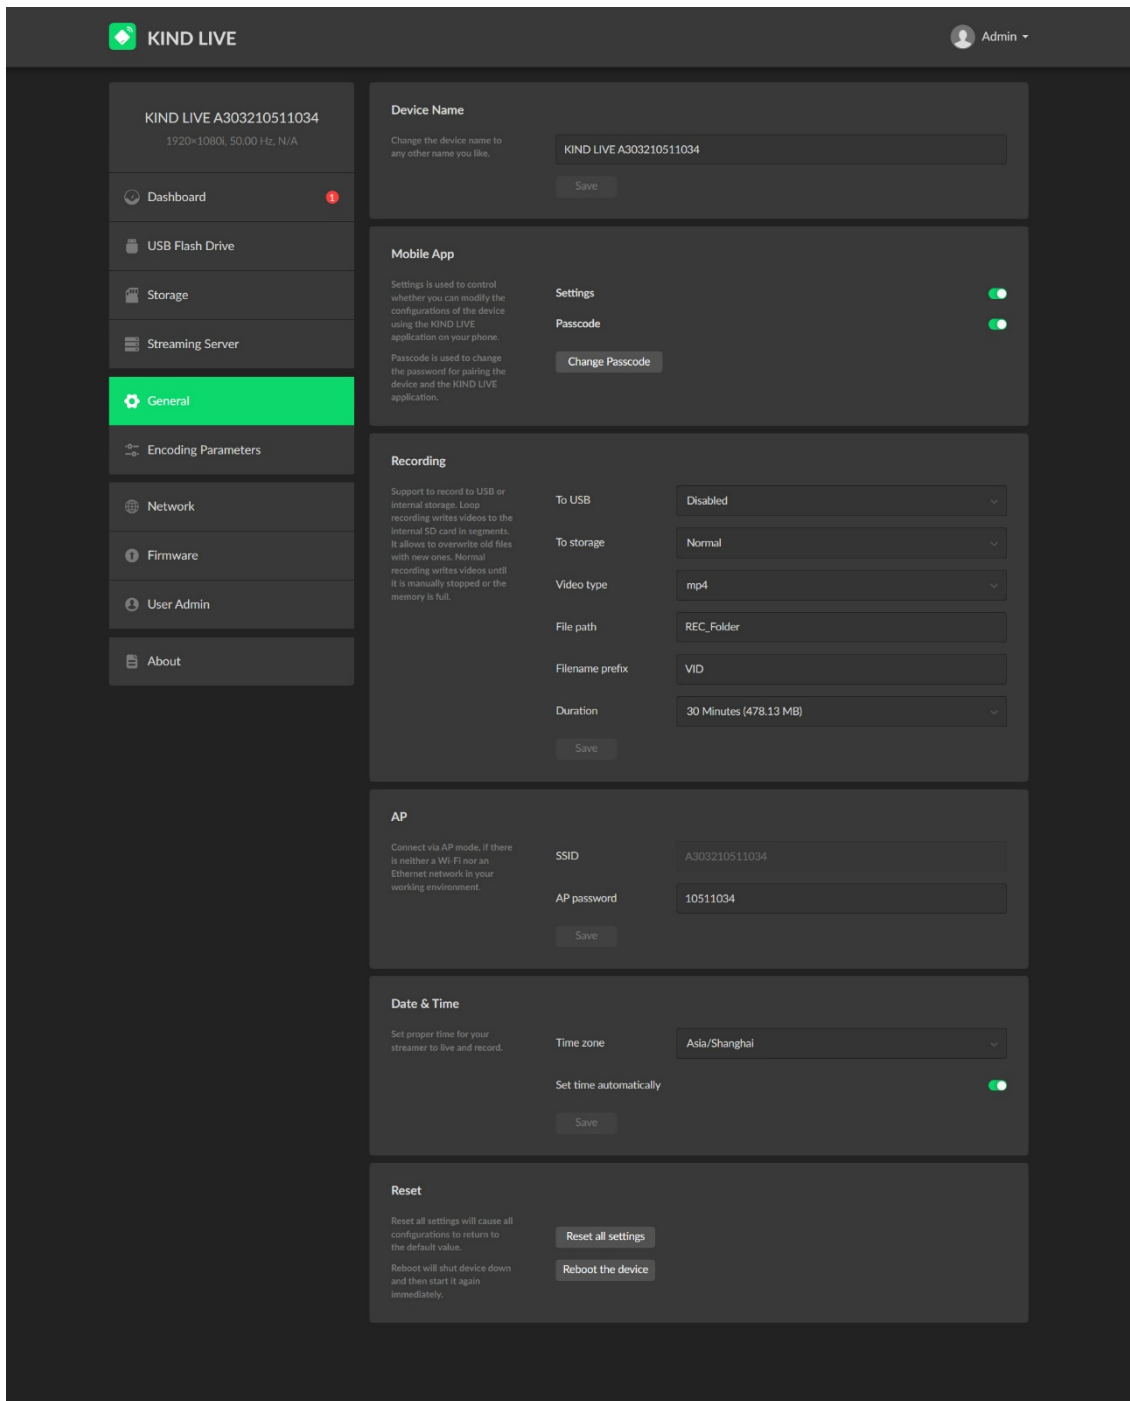 KIND LIVE
Admin
KIND LIVE A303210511034
1920×1080i, 50.00 Hz, N/A
Dashboard
1
USB Flash Drive
Storage
Streaming Server
General
Encoding Parameters
Network
Firmware
User Admin
About
Device Name
Change the device name to
any other name you like.
KIND LIVE A303210511034
Save
Mobile App
Settings is used to control
whether you can modify the
configurations of the device
using the KIND LIVE
application on your phone.
Passcode is used to change
the password for pairing the
device and the KIND LIVE
application.
Settings
Passcode
Change Passcode
Recording
Support to record to USB or
internal storage. Loop
recording writes videos to the
internal SD card in segments.
It allows to overwrite old files
with new ones. Normal
recording writes videos until
it is manually stopped or the
memory is full.
To USB
Disabled
To storage
Normal
Video type
mp4
File path
REC_Folder
Filename prefix
VID
Duration
30 Minutes (478.13 MB)
Save
AP
Connect via AP mode, if there
is neither a Wi-Fi nor an
Ethernet network in your
working environment.
SSID
A303210511034
AP password
10511034
Save
Date & Time
Set proper time for your
streamer to live and record.
Time zone
Asia/Shanghai
Set time automatically
Save
Reset
Reset all settings will cause all
configurations to return to
the default value.
Reboot will shut device down
and then start it again
immediately.
Reset all settings
Reboot the device